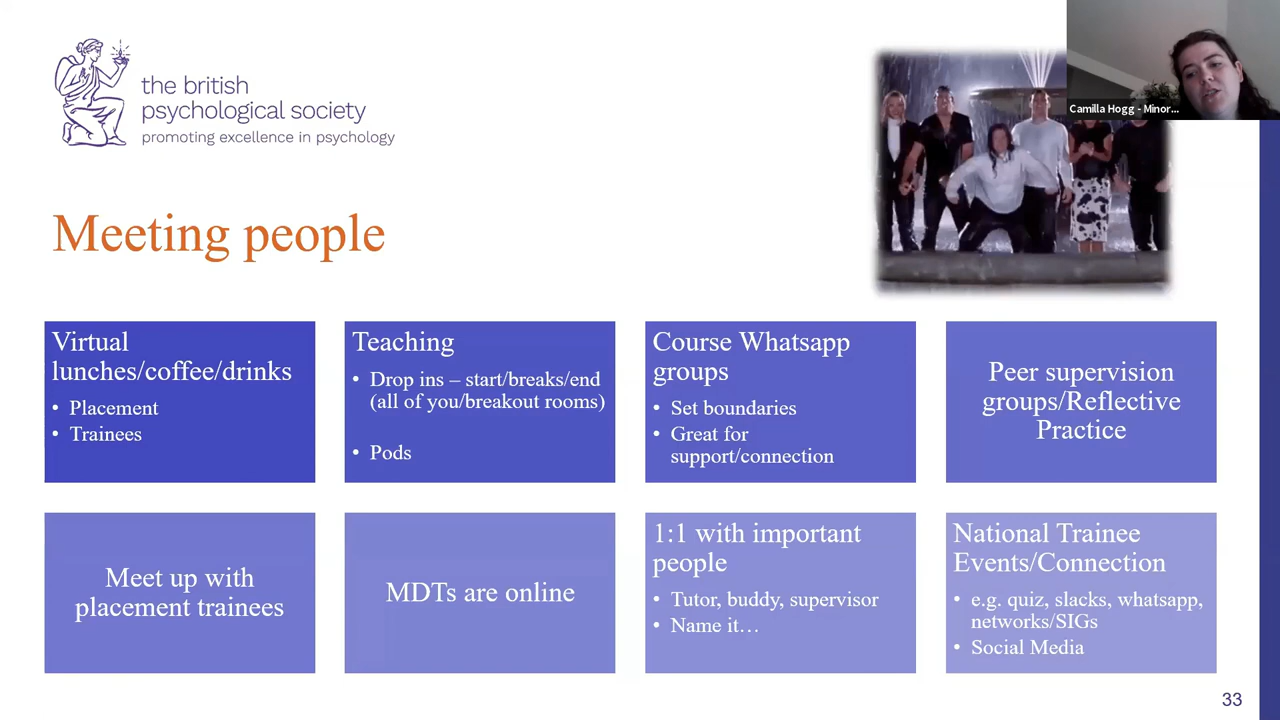 the british
psychological society
promoting excellence in psychology
Camilla Hogg - Minor...
Meeting people
Virtual
lunches/coffee/drinks
• Placement
• Trainees
Teaching
• Drop ins – start/breaks/end
(all of you/breakout rooms)
• Pods
Course Whatsapp
groups
• Set boundaries
• Great for
support/connection
Peer supervision
groups/Reflective
Practice
Meet up with
placement trainees
MDTs are online
1:1 with important
people
• Tutor, buddy, supervisor
• Name it…
National Trainee
Events/Connection
• e.g. quiz, slacks, whatsapp,
networks/SIGs
• Social Media
33